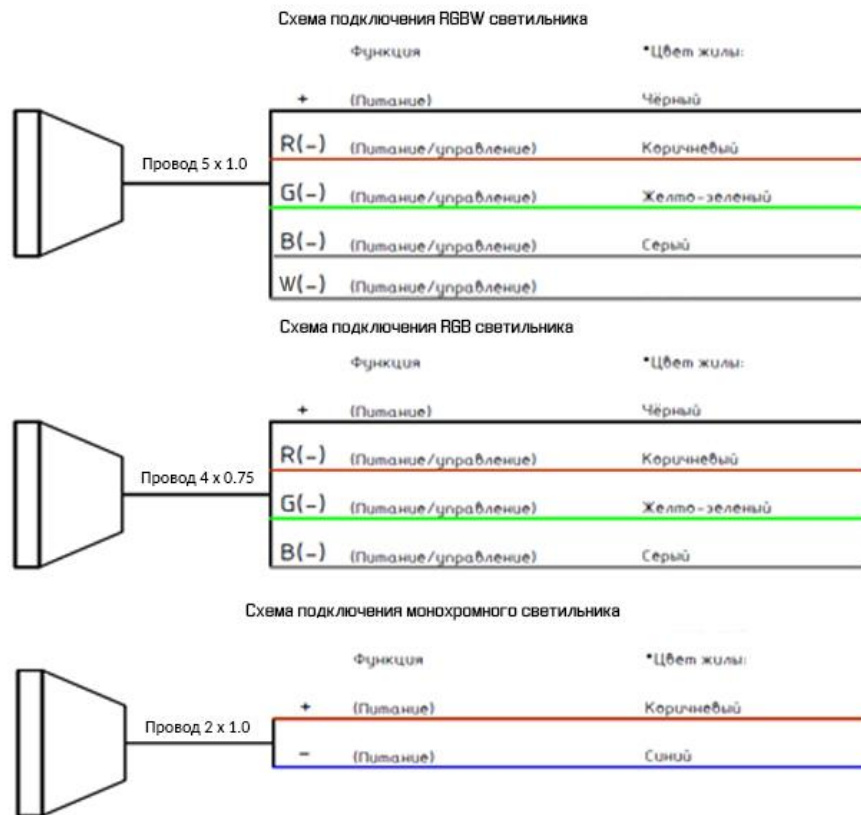 Схема подключения RGBW светильника
Функция *Цвет жилы:
+ (Питание) Чёрный
R(-) (Питание/управление) Коричневый
Провод 5 x 1.0
G(-) (Питание/управление) Желто-зеленый
B(-) (Питание/управление) Серый
W(-) (Питание/управление)
Схема подключения RGB светильника
Функция *Цвет жилы:
+ (Питание) Чёрный
R(-) (Питание/управление) Коричневый
Провод 4 x 0.75
G(-) (Питание/управление) Желто-зеленый
B(-) (Питание/управление) Серый
Схема подключения монохромного светильника
Функция *Цвет жилы:
+ (Питание) Коричневый
Провод 2 x 1.0
- (Питание) Синий